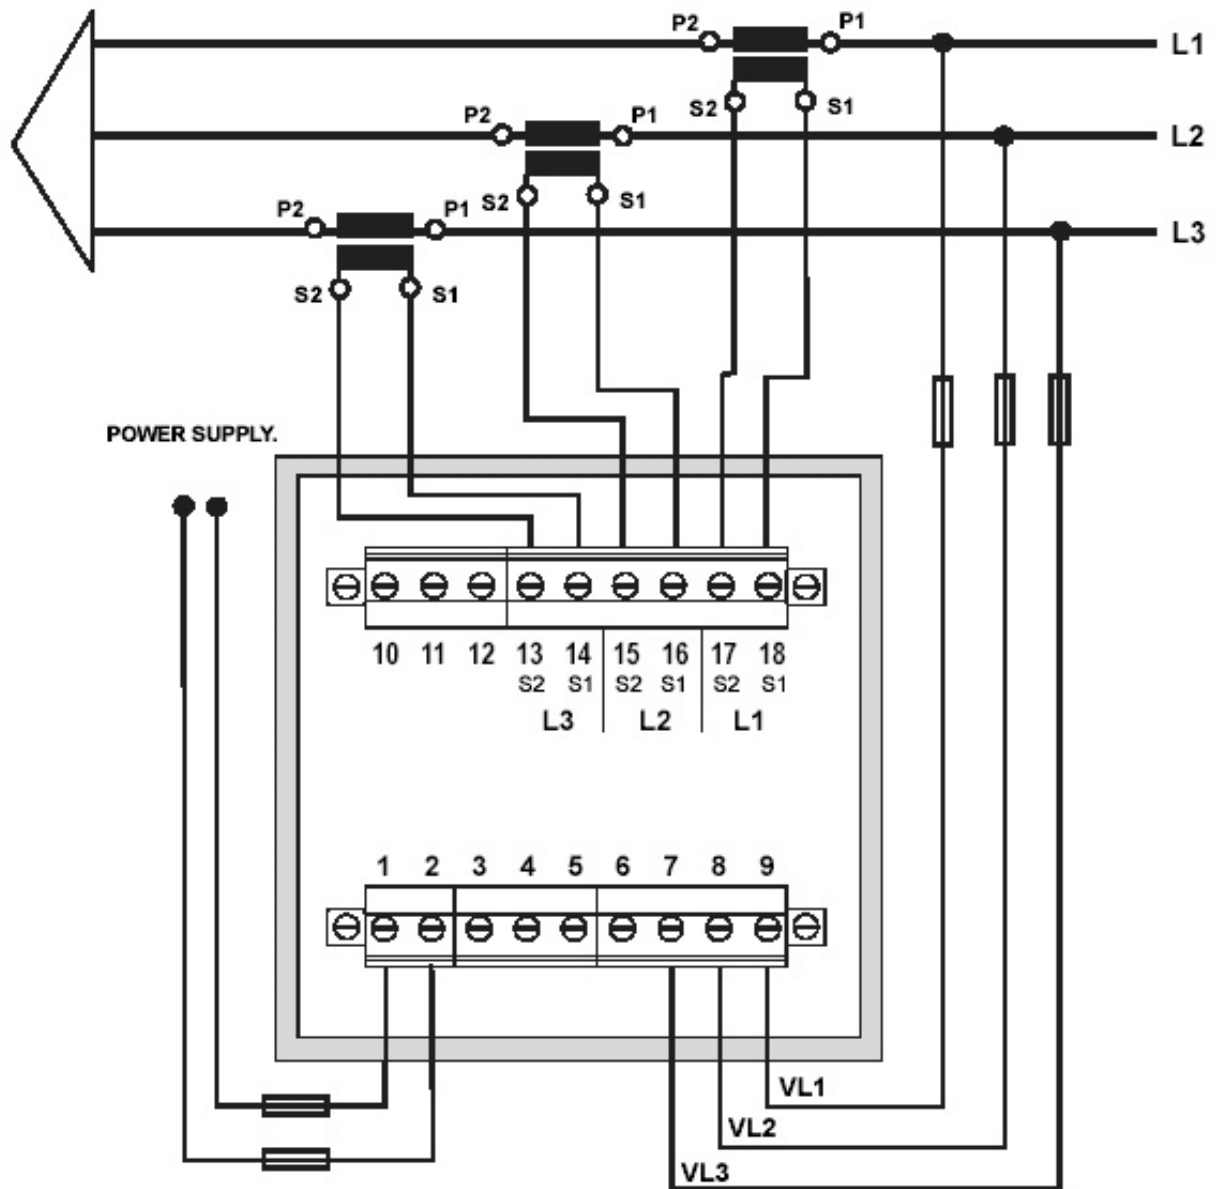 P2 P1 L1
S2 S1
P2 P1 L2
S2 S1
P2 P1 L3
S2 S1
POWER SUPPLY.
10 11 12 13 14 15 16 17 18
S2 S1 S2 S1 S2 S1
L3 L2 L1
1 2 3 4 5 6 7 8 9
VL1
VL2
VL3